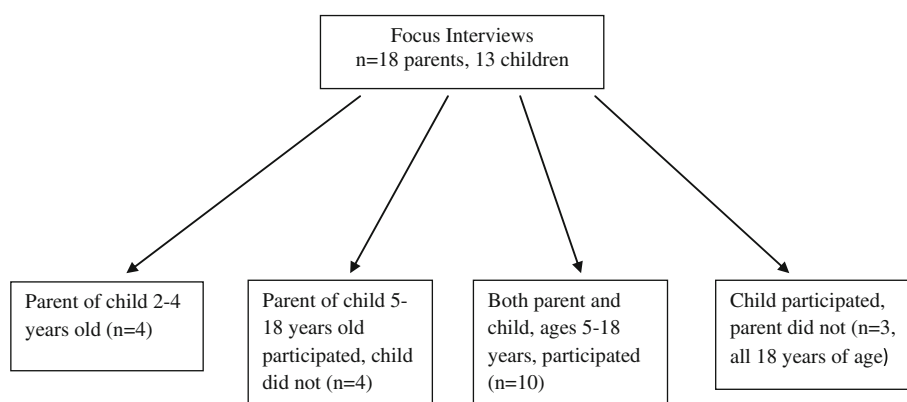 Focus Interviews
n=18 parents, 13 children
Parent of child 2-4
years old (n=4)
Parent of child 5-
18 years old
participated, child
did not (n=4)
Both parent and
child, ages 5-18
years, participated
(n=10)
Child participated,
parent did not (n=3,
all 18 years of age)